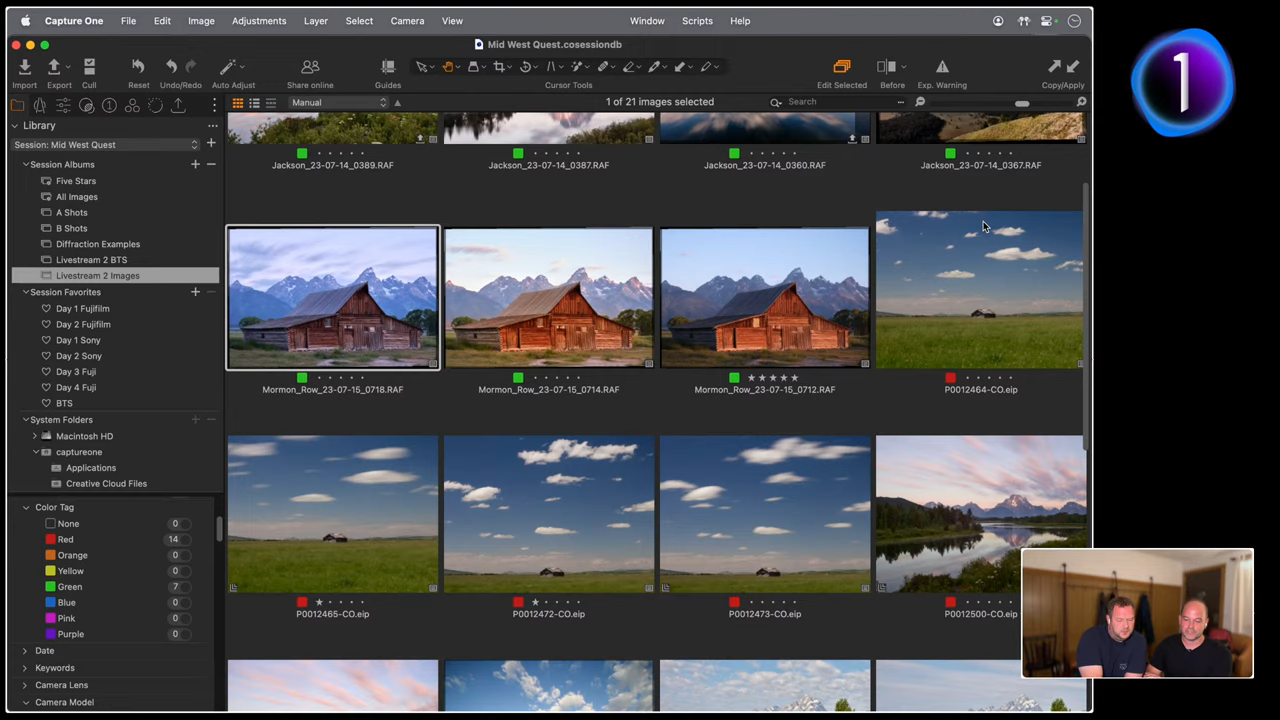 Capture One File Edit Image Adjustments Layer Select Camera View Window Scripts Help
Mid West Quest.cosessiondb
Import Export Cull Reset Undo/Redo Auto Adjust Share online Guides Cursor Tools Edit Selected Before Exp. Warning Copy/Apply
Manual 1 of 21 images selected Search
Library
Session: Mid West Quest
Session Albums
Five Stars
All Images
A Shots
B Shots
Diffraction Examples
Livestream 2 BTS
Livestream 2 Images
Session Favorites
Day 1 Fujifilm
Day 2 Fujifilm
Day 1 Sony
Day 2 Sony
Day 3 Fuji
Day 4 Fuji
BTS
System Folders
Macintosh HD
captureone
Applications
Creative Cloud Files
Color Tag
None 0
Red 14
Orange 0
Yellow 0
Green 7
Blue 0
Pink 0
Purple 0
Date
Keywords
Camera Lens
Camera Model
Jackson_23-07-14_0389.RAF Jackson_23-07-14_0387.RAF Jackson_23-07-14_0360.RAF Jackson_23-07-14_0367.RAF
Mormon_Row_23-07-15_0718.RAF Mormon_Row_23-07-15_0714.RAF Mormon_Row_23-07-15_0712.RAF P0012464-CO.eip
P0012465-CO.eip P0012472-CO.eip P0012473-CO.eip P0012500-CO.eip
1